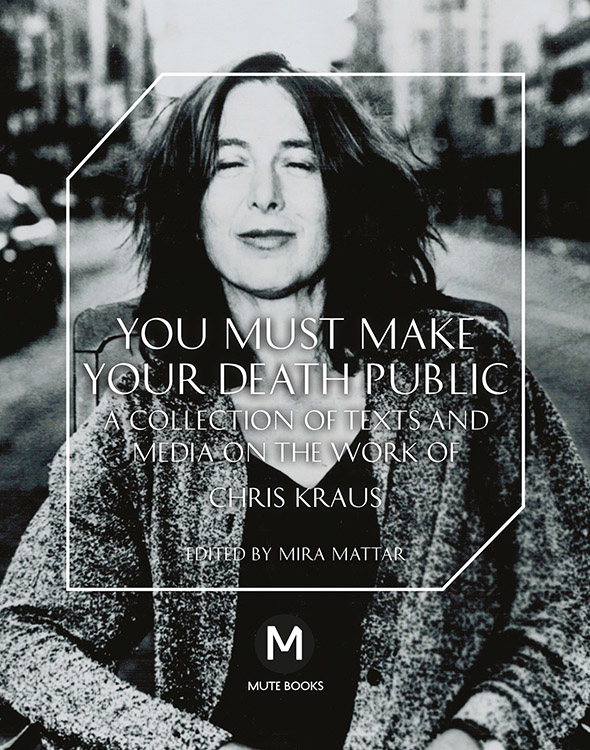 YOU MUST MAKE
YOUR DEATH PUBLIC
A COLLECTION OF TEXTS AND
MEDIA ON THE WORK OF
CHRIS KRAUS
EDITED BY MIRA MATTAR
M
MUTE BOOKS